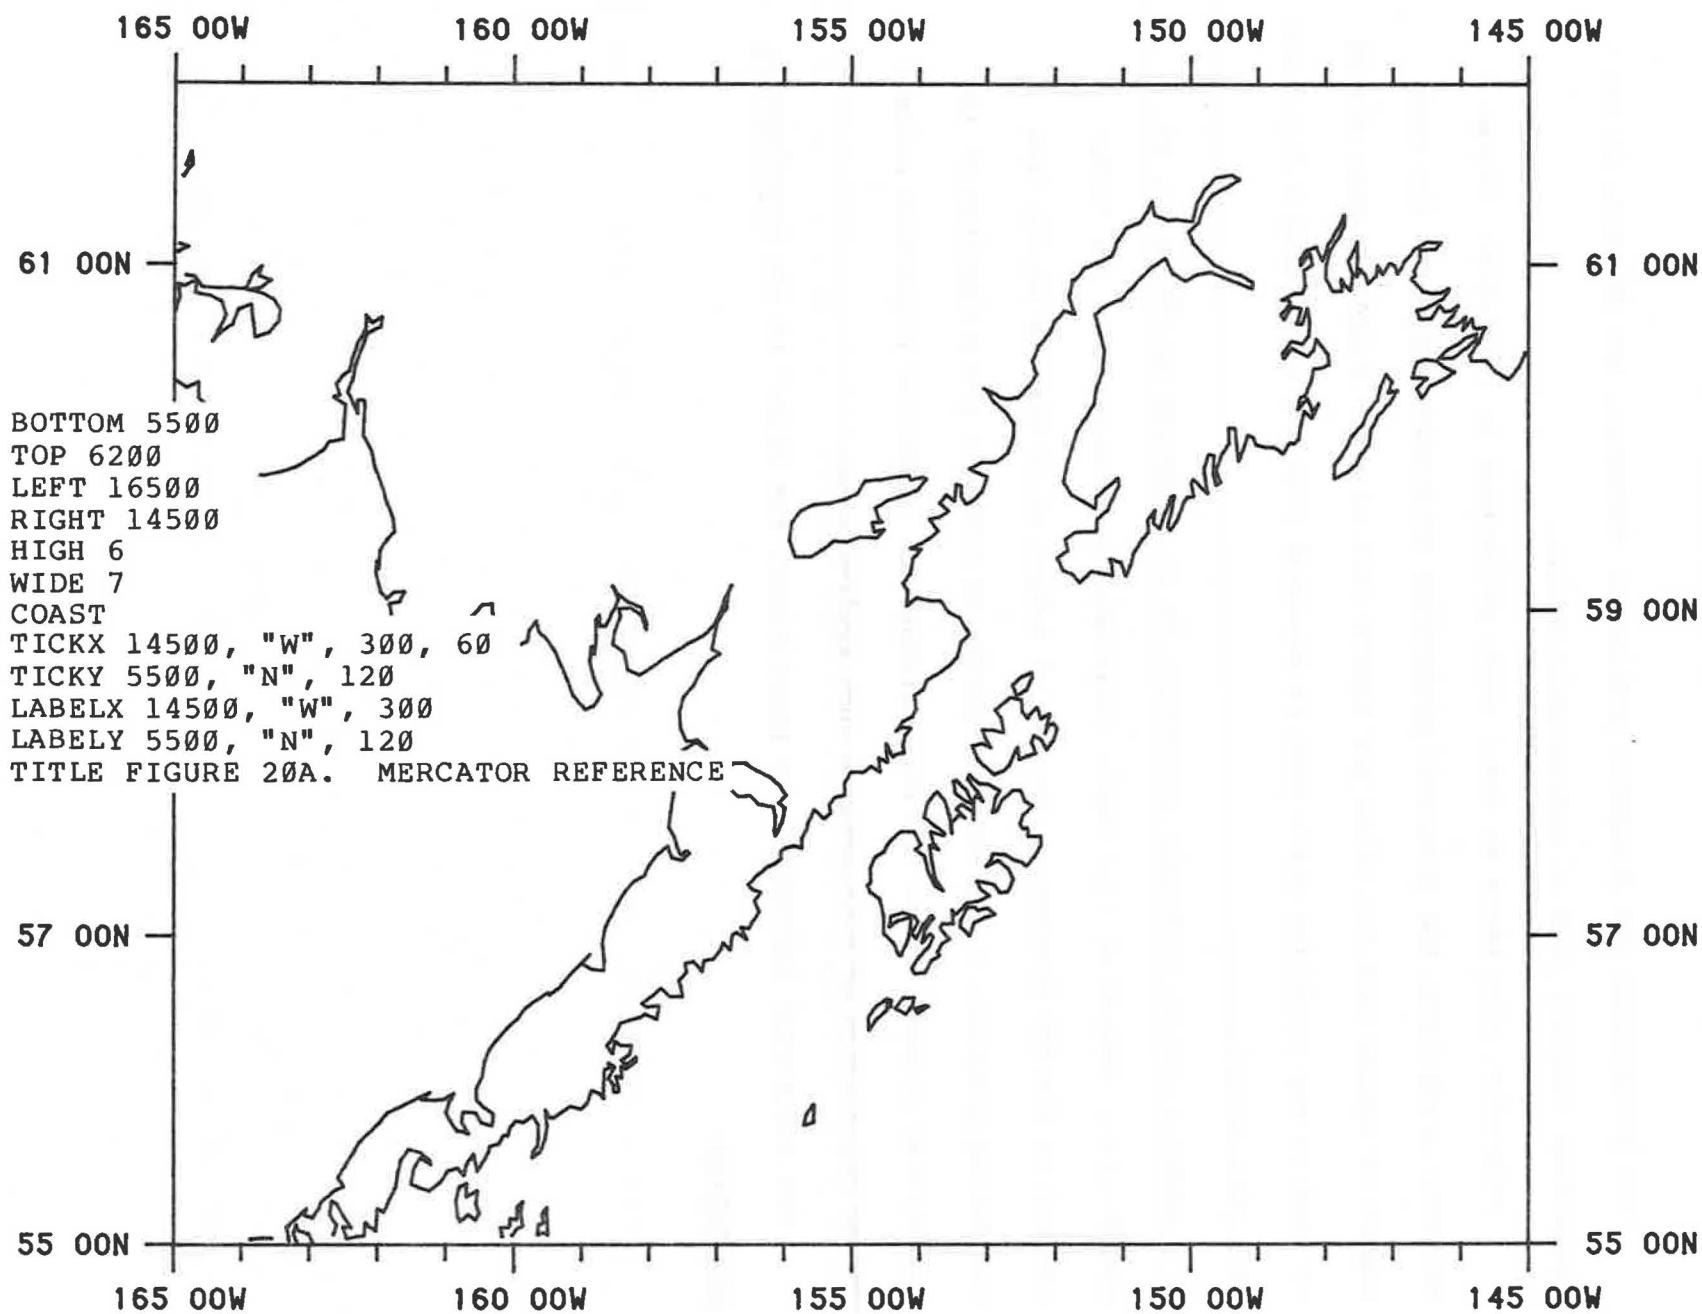 165 00W 160 00W 155 00W 150 00W 145 00W
61 00N 61 00N
BOTTOM 5500
TOP 6200
LEFT 16500
RIGHT 14500
HIGH 6
WIDE 7
COAST
59 00N
TICKX 14500, "W", 300, 60
TICKY 5500, "N", 120
LABELX 14500, "W", 300
LABELY 5500, "N", 120
TITLE FIGURE 20A. MERCATOR REFERENCE
57 00N 57 00N
55 00N 55 00N
165 00W 160 00W 155 00W 150 00W 145 00W